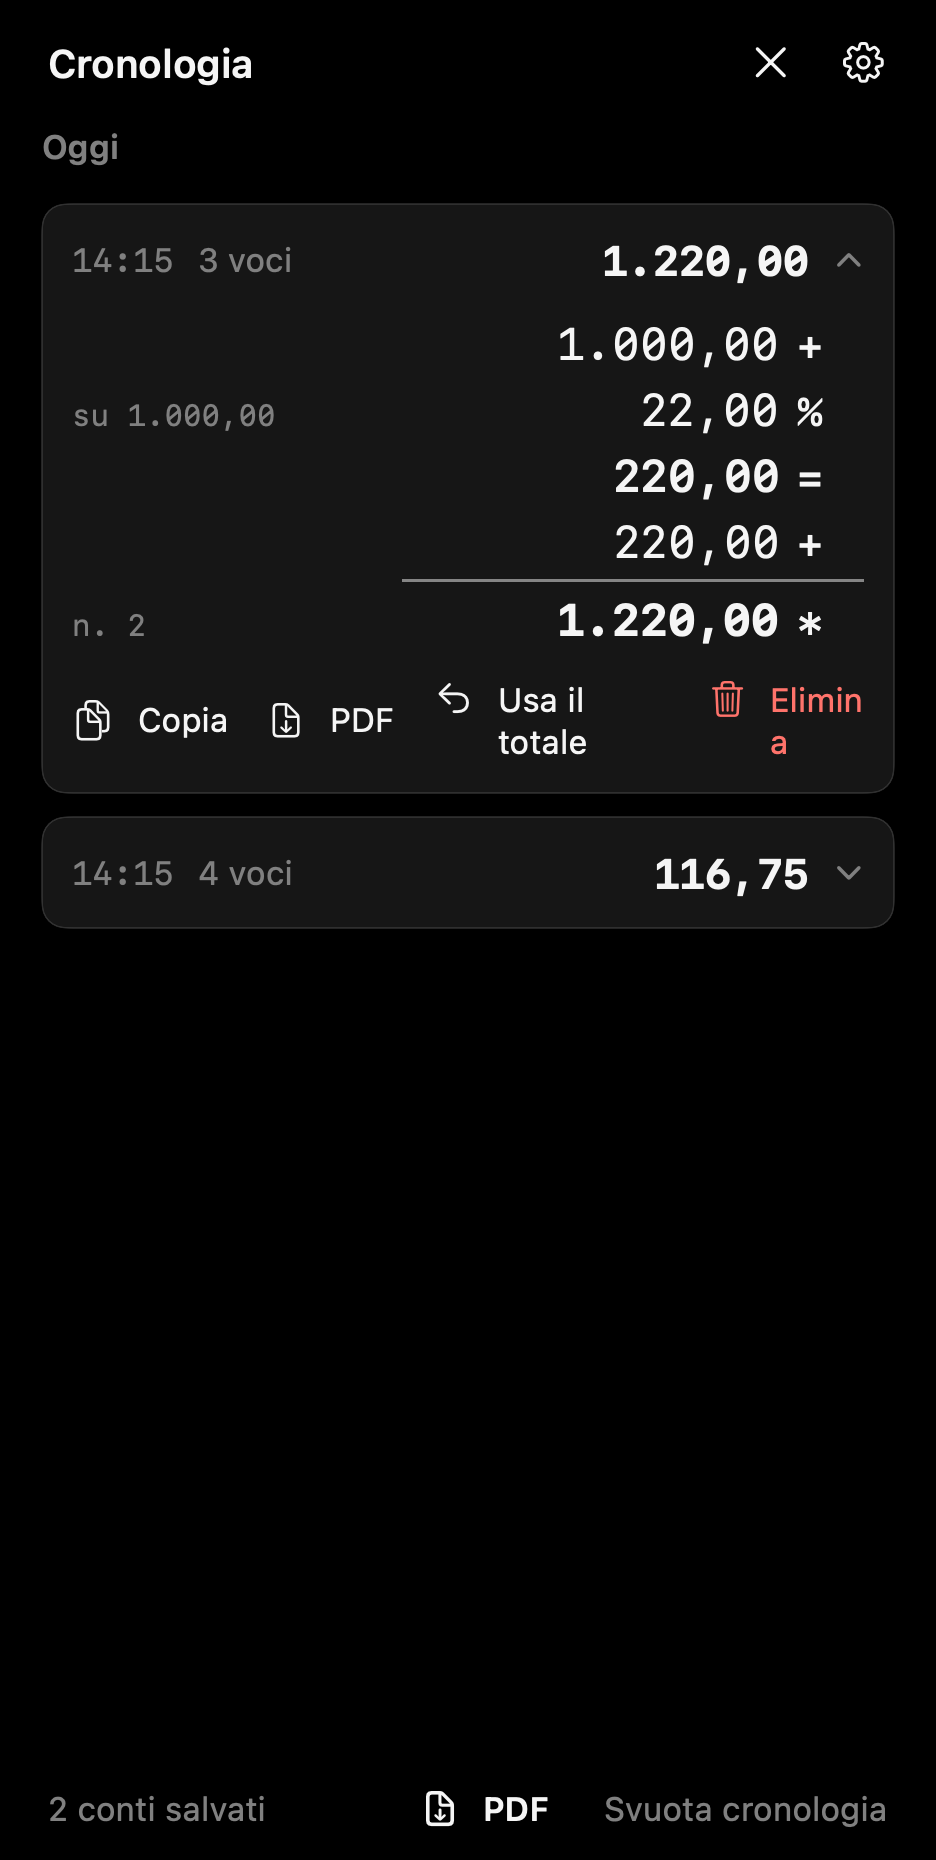 Cronologia
Oggi
14:15 3 voci 1.220,00
1.000,00 +
su 1.000,00 22,00 %
220,00 =
220,00 +
n. 2 1.220,00 *
Copia PDF Usa il totale Elimina
14:15 4 voci 116,75
2 conti salvati PDF Svuota cronologia